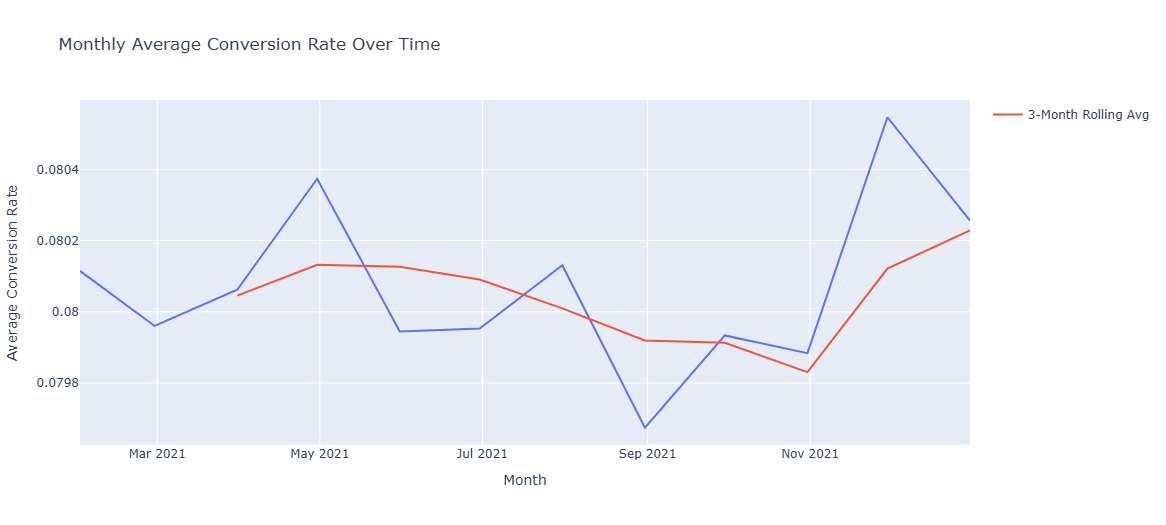 Monthly Average Conversion Rate Over Time
3-Month Rolling Avg
Average Conversion Rate
0.0804
0.0802
0.08
0.0798
Mar 2021
May 2021
Jul 2021
Sep 2021
Nov 2021
Month